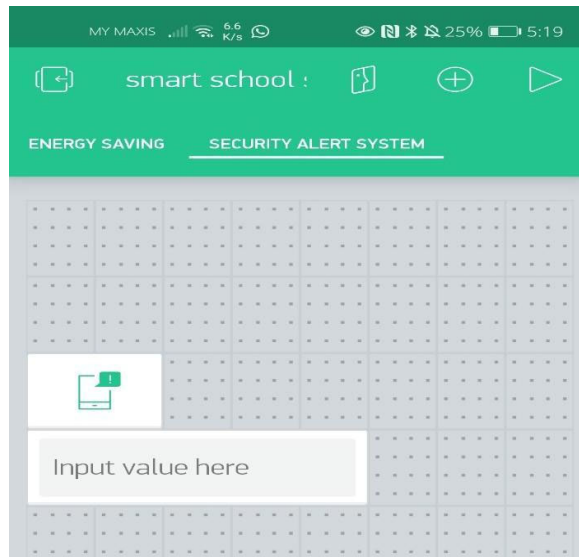 MY MAXIS 6.6 K/s 25% 5:19
smart school s
ENERGY SAVING SECURITY ALERT SYSTEM
!
Input value here